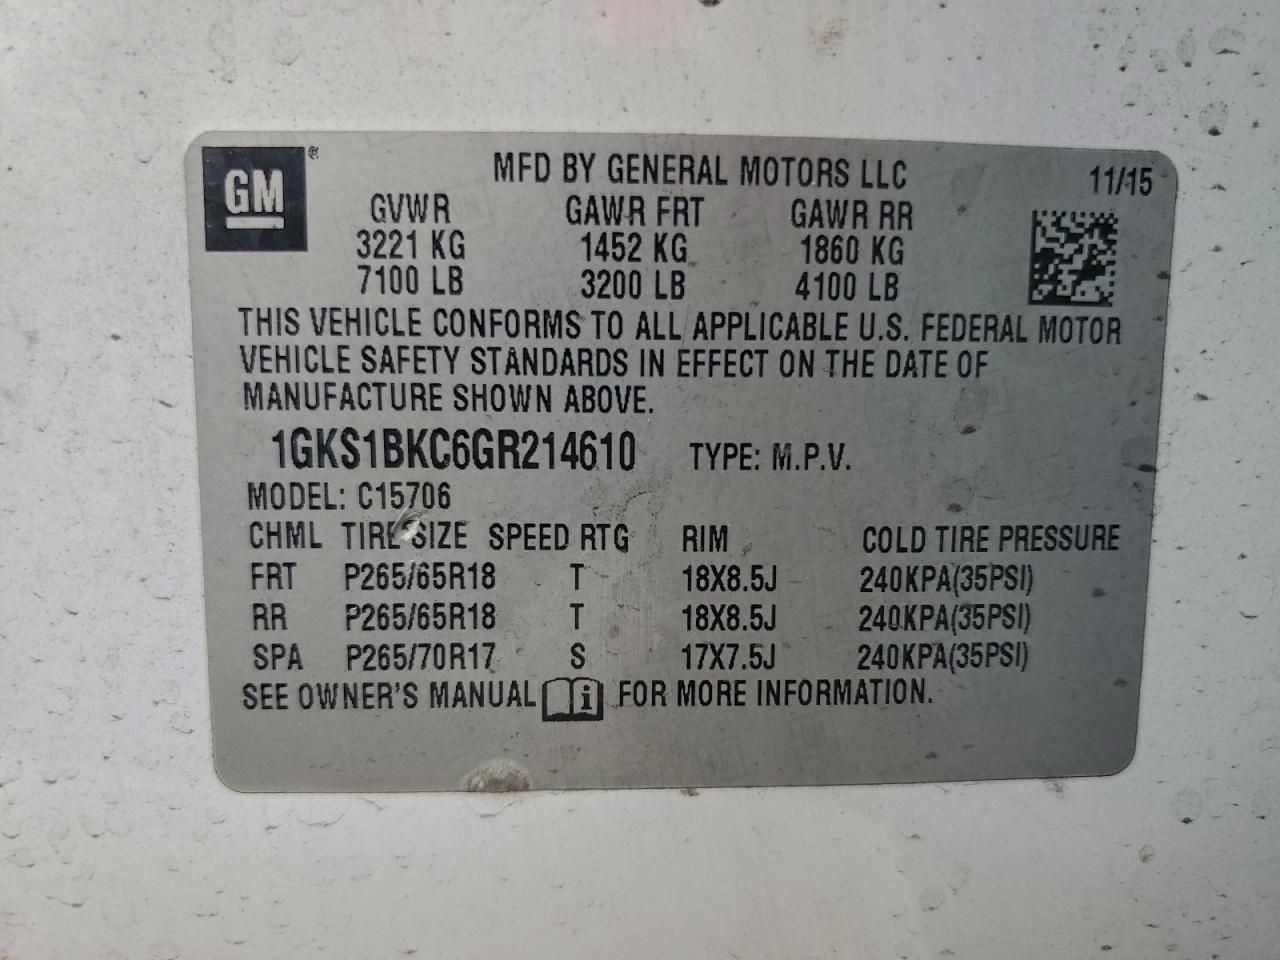 GM ®
MFD BY GENERAL MOTORS LLC 11/15
GVWR GAWR FRT GAWR RR
3221 KG 1452 KG 1860 KG
7100 LB 3200 LB 4100 LB
THIS VEHICLE CONFORMS TO ALL APPLICABLE U.S. FEDERAL MOTOR
VEHICLE SAFETY STANDARDS IN EFFECT ON THE DATE OF
MANUFACTURE SHOWN ABOVE.
1GKS1BKC6GR214610 TYPE: M.P.V.
MODEL: C15706
CHML TIRE SIZE SPEED RTG RIM COLD TIRE PRESSURE
FRT P265/65R18 T 18X8.5J 240KPA(35PSI)
RR P265/65R18 T 18X8.5J 240KPA(35PSI)
SPA P265/70R17 S 17X7.5J 240KPA(35PSI)
SEE OWNER'S MANUAL i FOR MORE INFORMATION.